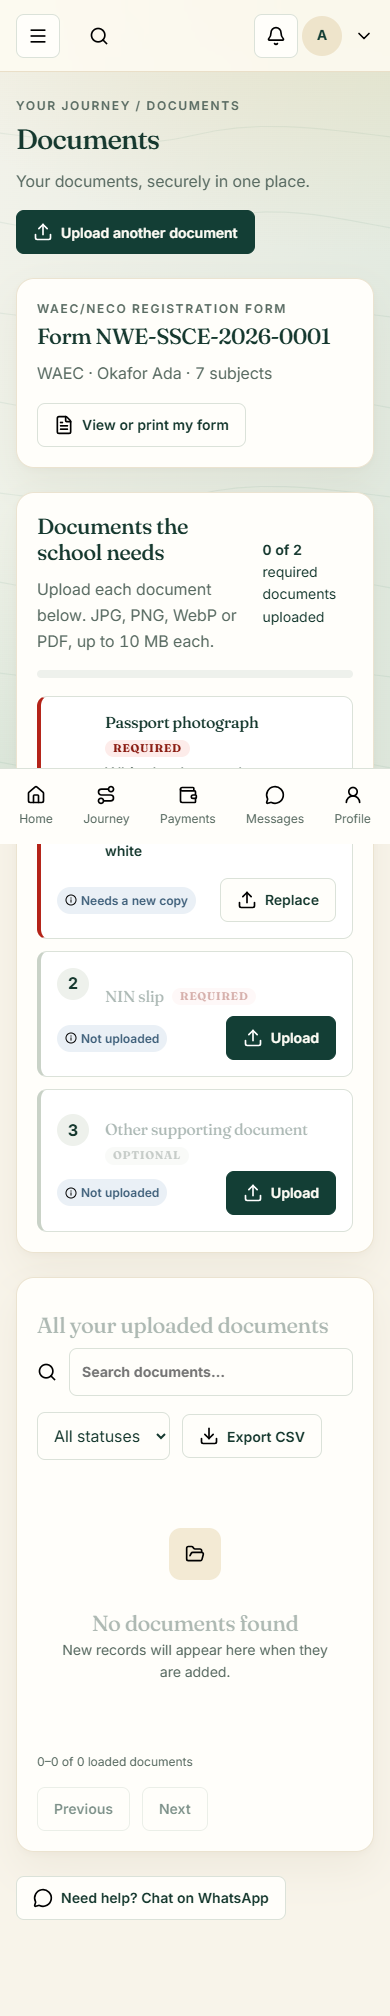 A
YOUR JOURNEY / DOCUMENTS
Documents
Your documents, securely in one place.
Upload another document
WAEC/NECO REGISTRATION FORM
Form NWE-SSCE-2026-0001
WAEC · Okafor Ada · 7 subjects
View or print my form
Documents the
school needs
0 of 2
required
documents
uploaded
Upload each document
below. JPG, PNG, WebP or
PDF, up to 10 MB each.
Passport photograph
REQUIRED
Home
Journey
Payments
Messages
Profile
white
Needs a new copy
Replace
2
NIN slip
REQUIRED
Not uploaded
Upload
3
Other supporting document
OPTIONAL
Not uploaded
Upload
All your uploaded documents
Search documents...
All statuses
Export CSV
No documents found
New records will appear here when they
are added.
0–0 of 0 loaded documents
Previous
Next
Need help? Chat on WhatsApp